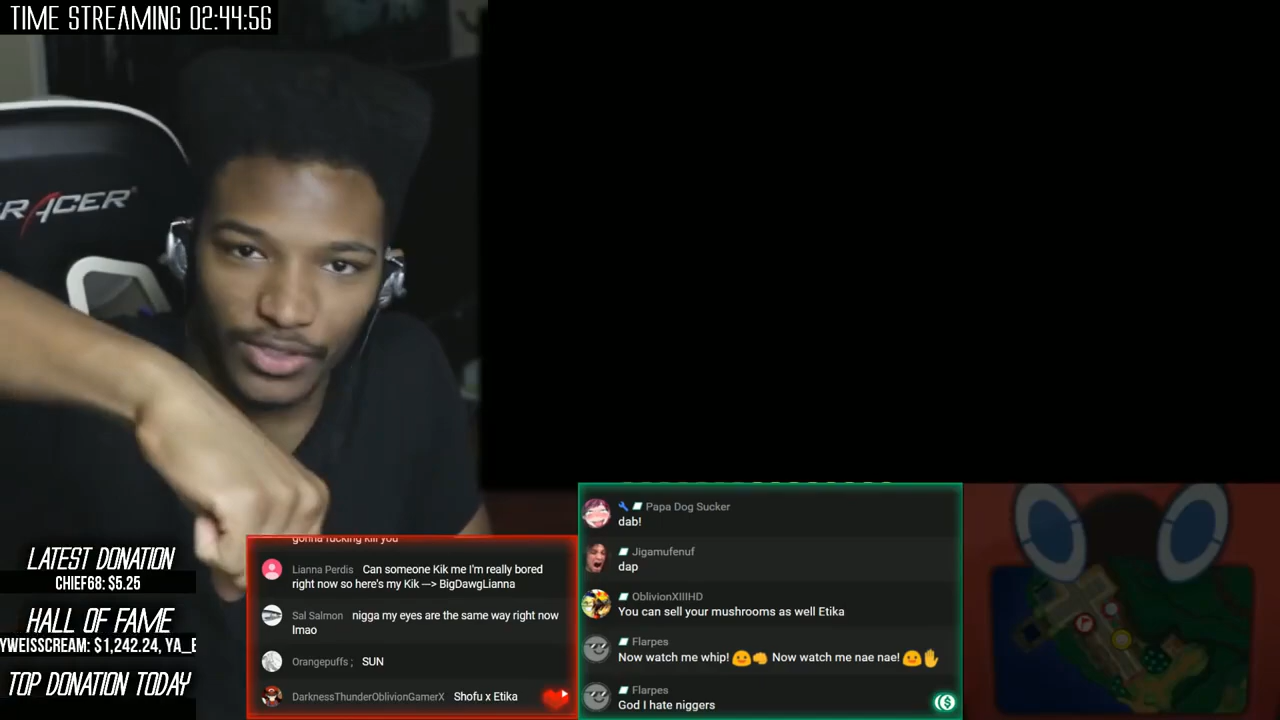 TIME STREAMING 02:44:56
RACER
LATEST DONATION
CHIEF68: $5.25
HALL OF FAME
YWEISSCREAM: $1,242.24, YA_E
TOP DONATION TODAY
gonna fucking kill you
Lianna Perdis Can someone Kik me I'm really bored
right now so here's my Kik ---> BigDawgLianna
Sal Salmon nigga my eyes are the same way right now
lmao
Orangepuffs ; SUN
DarknessThunderOblivionGamerX Shofu x Etika
Papa Dog Sucker
dab!
Jigamufenuf
dap
OblivionXIIIHD
You can sell your mushrooms as well Etika
Flarpes
Now watch me whip! 😳👊 Now watch me nae nae! 😳✋
Flarpes
God I hate niggers